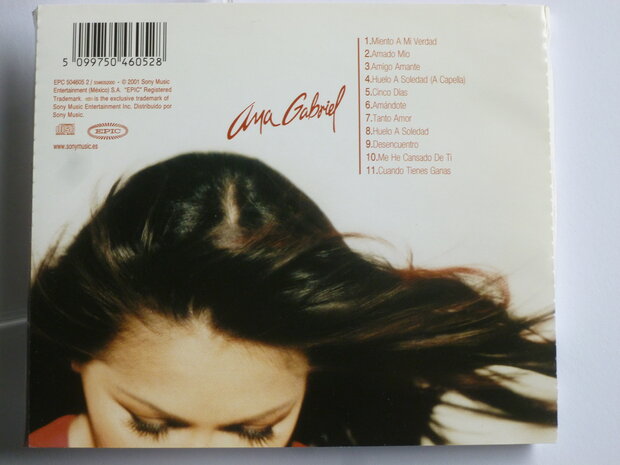 5 099750 460528
EPC 504605 2 / 5046052000 • © 2001 Sony Music
Entertainment (México) S.A. "EPIC" Registered
Trademark is the exclusive trademark of
Sony Music Entertainment Inc. Distribuido por
Sony Music.
EPIC
www.sonymusic.es
Ana Gabriel
1.Miento A Mi Verdad
2.Amado Mio
3.Amigo Amante
4.Huelo A Soledad (A Capella)
5.Cinco Días
6.Amándote
7.Tanto Amor
8.Huelo A Soledad
9.Desencuentro
10.Me He Cansado De Ti
11.Cuando Tienes Ganas